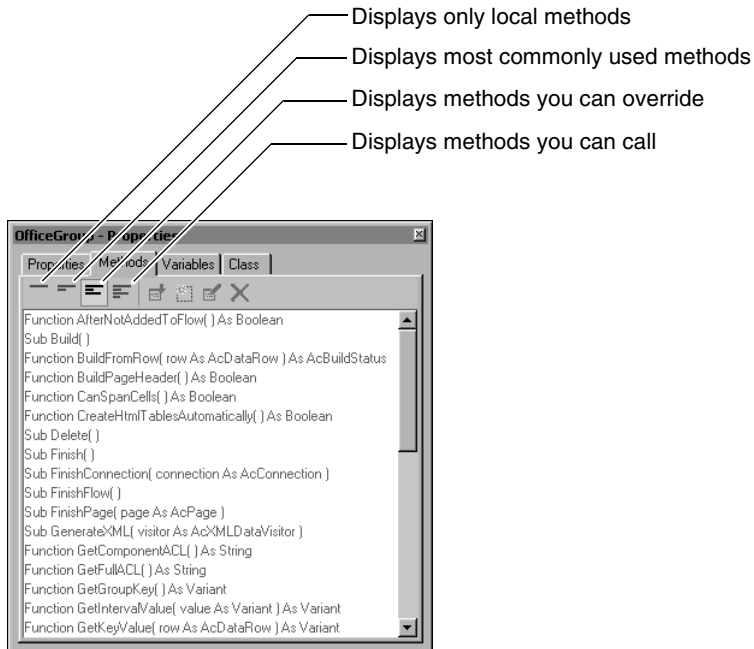 Displays only local methods
Displays most commonly used methods
Displays methods you can override
Displays methods you can call
OfficeGroup - Properties
Properties Methods Variables Class
Function AfterNotAddedToFlow( ) As Boolean
Sub Build( )
Function BuildFromRow( row As AcDataRow ) As AcBuildStatus
Function BuildPageHeader( ) As Boolean
Function CanSpanCells( ) As Boolean
Function CreateHtmlTablesAutomatically( ) As Boolean
Sub Delete( )
Sub Finish( )
Sub FinishConnection( connection As AcConnection )
Sub FinishFlow( )
Sub FinishPage( page As AcPage )
Sub GenerateXML( visitor As AcXMLDataVisitor )
Function GetComponentACL( ) As String
Function GetFullACL( ) As String
Function GetGroupKey( ) As Variant
Function GetIntervalValue( value As Variant ) As Variant
Function GetKeyValue( row As AcDataRow ) As Variant